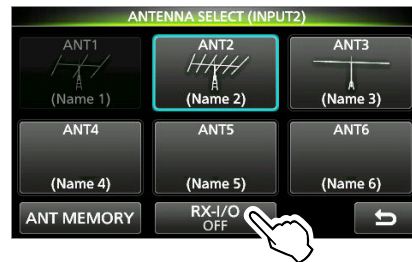 ANTENNA SELECT (INPUT2)
ANT1
ANT2
ANT3
(Name 1)
(Name 2)
(Name 3)
ANT4
ANT5
ANT6
(Name 4)
(Name 5)
(Name 6)
ANT MEMORY
RX-I/O
OFF